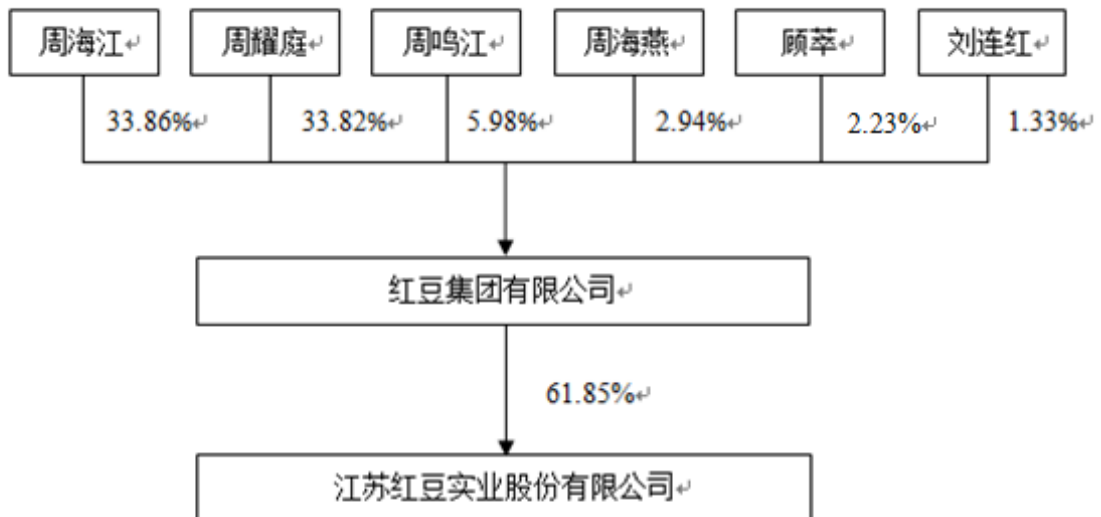 周海江 周耀庭 周鸣江 周海燕 顾萃 刘连红
33.86% 33.82% 5.98% 2.94% 2.23% 1.33%
红豆集团有限公司
61.85%
江苏红豆实业股份有限公司